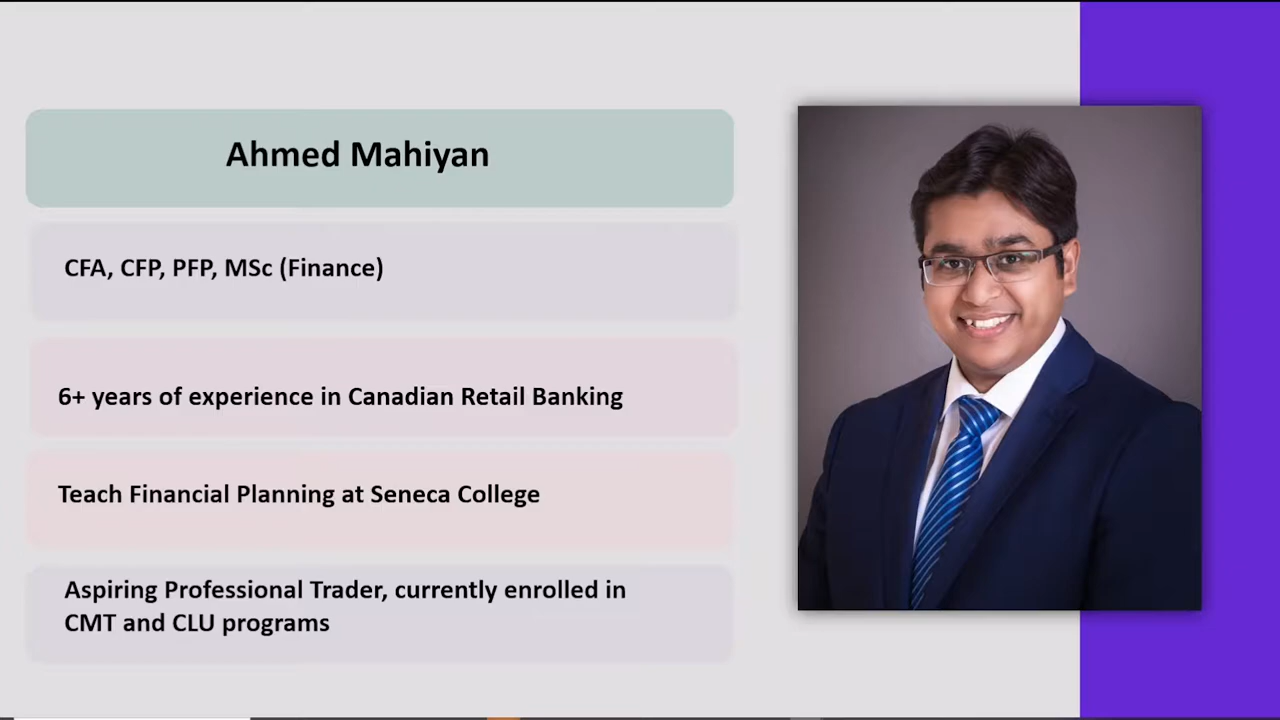 Ahmed Mahiyan
CFA, CFP, PFP, MSc (Finance)
6+ years of experience in Canadian Retail Banking
Teach Financial Planning at Seneca College
Aspiring Professional Trader, currently enrolled in
CMT and CLU programs